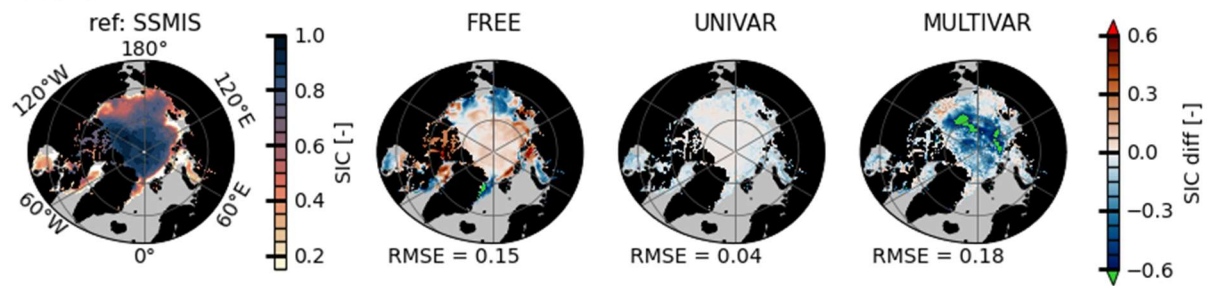 ref: SSMIS
FREE
UNIVAR
MULTIVAR
180°
120°W
120°E
60°W
60°E
0°
1.0
0.8
0.6
0.4
0.2
SIC [-]
RMSE = 0.15
RMSE = 0.04
RMSE = 0.18
0.6
0.3
0.0
−0.3
−0.6
SIC diff [-]